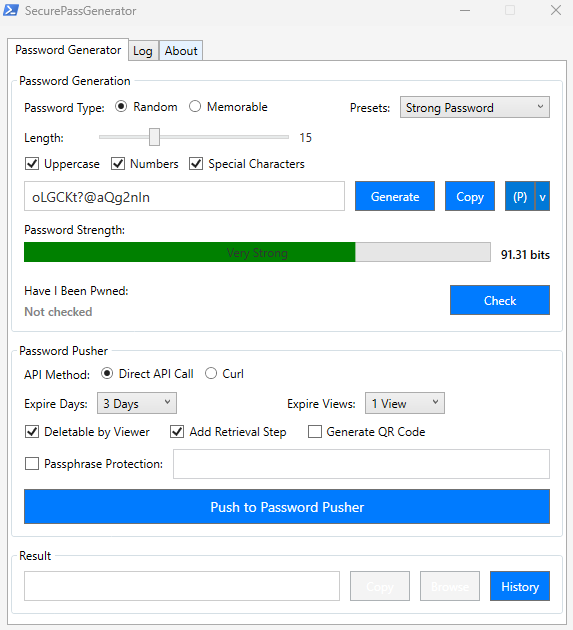 SecurePassGenerator
Password Generator Log About
Password Generation
Password Type: Random Memorable Presets: Strong Password
Length: 15
Uppercase Numbers Special Characters
oLGCKt?@aQg2nIn Generate Copy (P) v
Password Strength:
Very Strong 91.31 bits
Have I Been Pwned:
Not checked Check
Password Pusher
API Method: Direct API Call Curl
Expire Days: 3 Days Expire Views: 1 View
Deletable by Viewer Add Retrieval Step Generate QR Code
Passphrase Protection:
Push to Password Pusher
Result
Copy Browse History